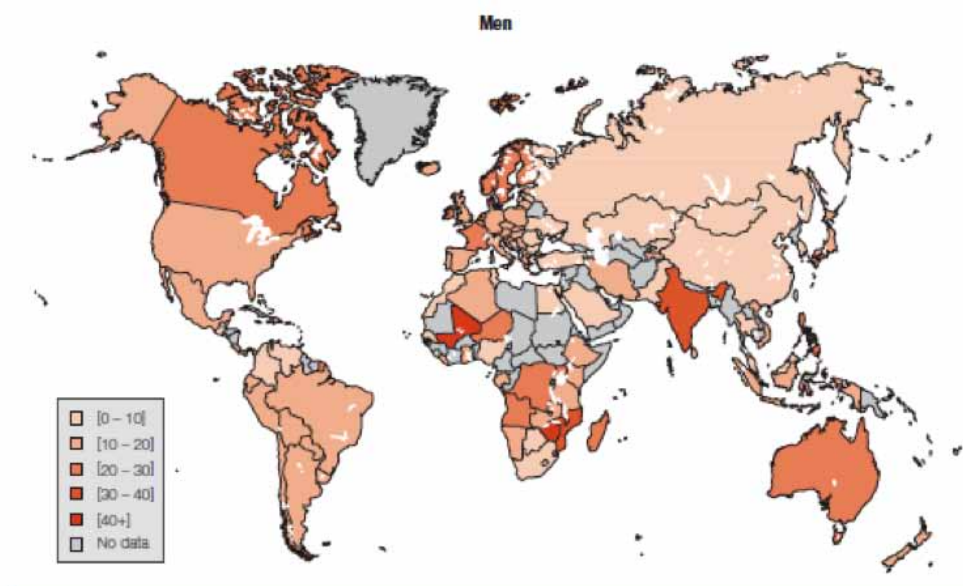 Men
[0 – 10]
[10 – 20]
[20 – 30]
[30 – 40]
[40+]
No data